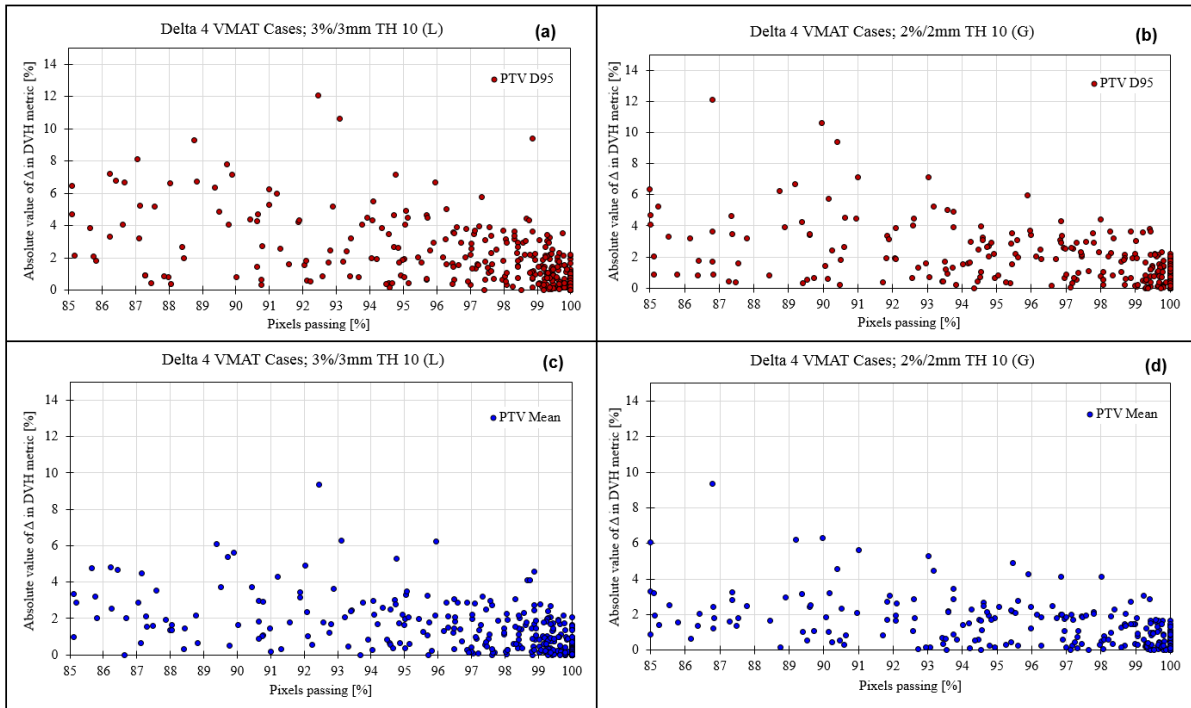 Delta 4 VMAT Cases; 3%/3mm TH 10 (L)
(a)
PTV D95
Absolute value of Δ in DVH metric [%]
14
12
10
8
6
4
2
0
85 86 87 88 89 90 91 92 93 94 95 96 97 98 99 100
Pixels passing [%]
Delta 4 VMAT Cases; 2%/2mm TH 10 (G)
(b)
PTV D95
Absolute value of Δ in DVH metric [%]
14
12
10
8
6
4
2
0
85 86 87 88 89 90 91 92 93 94 95 96 97 98 99 100
Pixels passing [%]
Delta 4 VMAT Cases; 3%/3mm TH 10 (L)
(c)
PTV Mean
Absolute value of Δ in DVH metric [%]
14
12
10
8
6
4
2
0
85 86 87 88 89 90 91 92 93 94 95 96 97 98 99 100
Pixels passing [%]
Delta 4 VMAT Cases; 2%/2mm TH 10 (G)
(d)
PTV Mean
Absolute value of Δ in DVH metric [%]
14
12
10
8
6
4
2
0
85 86 87 88 89 90 91 92 93 94 95 96 97 98 99 100
Pixels passing [%]